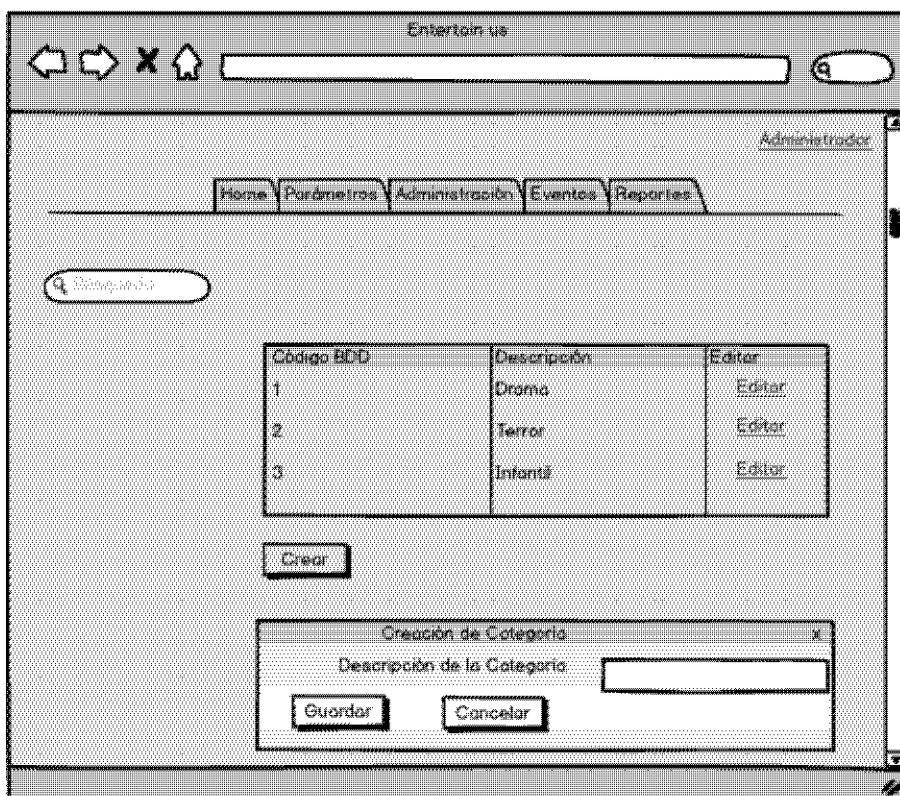 Entertain us
Administrador
Home Parámetros Administración Eventos Reportes
Búsqueda
Código BDD Descripción Editar
1 Drama Editar
2 Terror Editar
3 Infantil Editar
Crear
Creación de Categoría x
Descripción de la Categoría
Guardar Cancelar